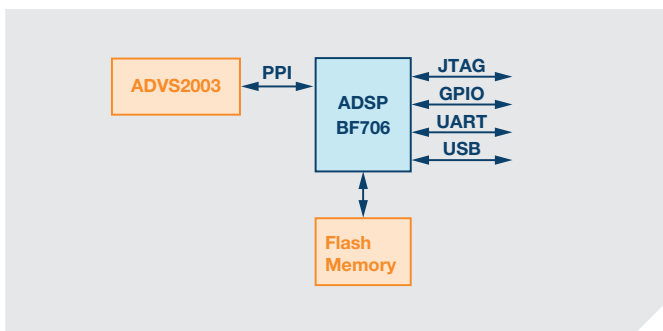 ADVS2003
PPI
ADSP
BF706
JTAG
GPIO
UART
USB
Flash
Memory